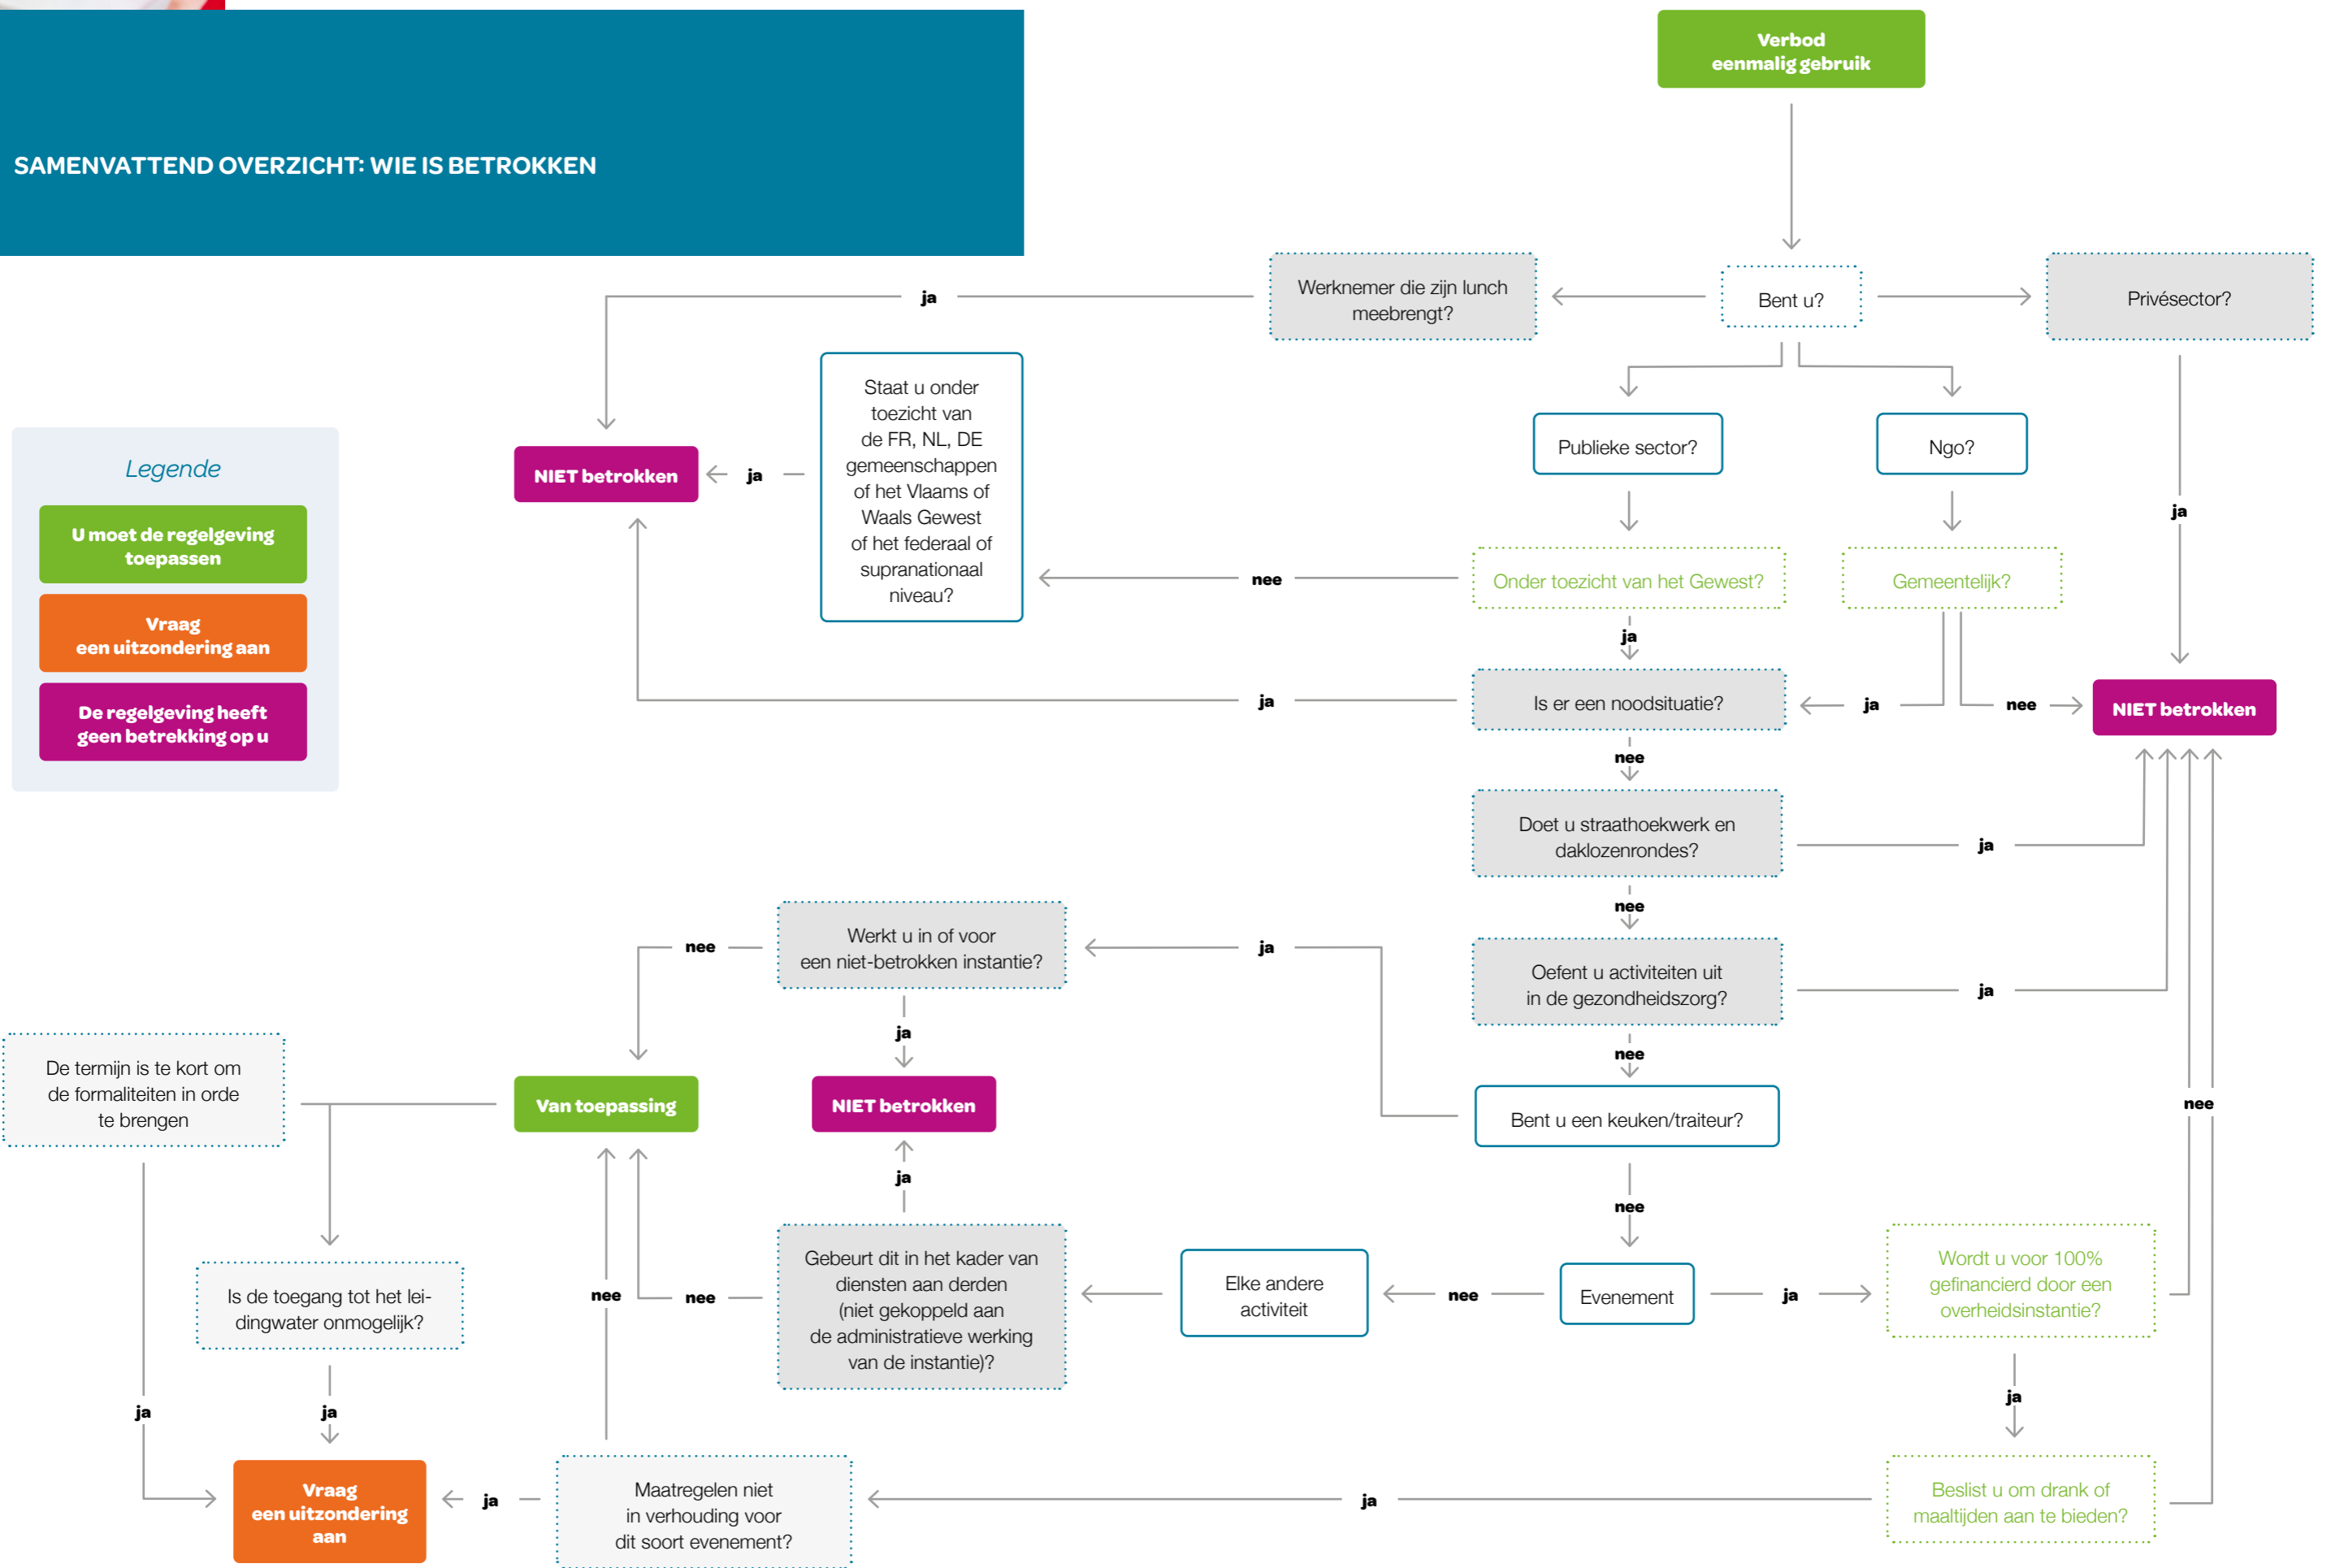 Verbod
eenmalig gebruik
SAMENVATTEND OVERZICHT: WIE IS BETROKKEN
ja
Werknemer die zijn lunch
meebrengt?
Bent u?
Privésector?
Staat u onder
toezicht van
de FR, NL, DE
gemeenschappen
of het Vlaams of
Waals Gewest
of het federaal of
supranationaal
niveau?
Publieke sector?
Ngo?
Legende
U moet de regelgeving
toepassen
Vraag
een uitzondering aan
De regelgeving heeft
geen betrekking op u
NIET betrokken
ja
ja
nee
Onder toezicht van het Gewest?
Gemeentelijk?
ja
ja
Is er een noodsituatie?
ja
nee
NIET betrokken
nee
Doet u straathoekwerk en
daklozenrondes?
ja
nee
nee
Werkt u in of voor
een niet-betrokken instantie?
ja
Oefent u activiteiten uit
in de gezondheidszorg?
ja
ja
nee
De termijn is te kort om
de formaliteiten in orde
te brengen
Van toepassing
NIET betrokken
Bent u een keuken/traiteur?
nee
ja
nee
Is de toegang tot het lei-
dingwater onmogelijk?
nee
nee
Gebeurt dit in het kader van
diensten aan derden
(niet gekoppeld aan
de administratieve werking
van de instantie)?
Elke andere
activiteit
nee
Evenement
ja
Wordt u voor 100%
gefinancierd door een
overheidsinstantie?
ja
ja
ja
Vraag
een uitzondering
aan
ja
Maatregelen niet
in verhouding voor
dit soort evenement?
ja
Beslist u om drank of
maaltijden aan te bieden?